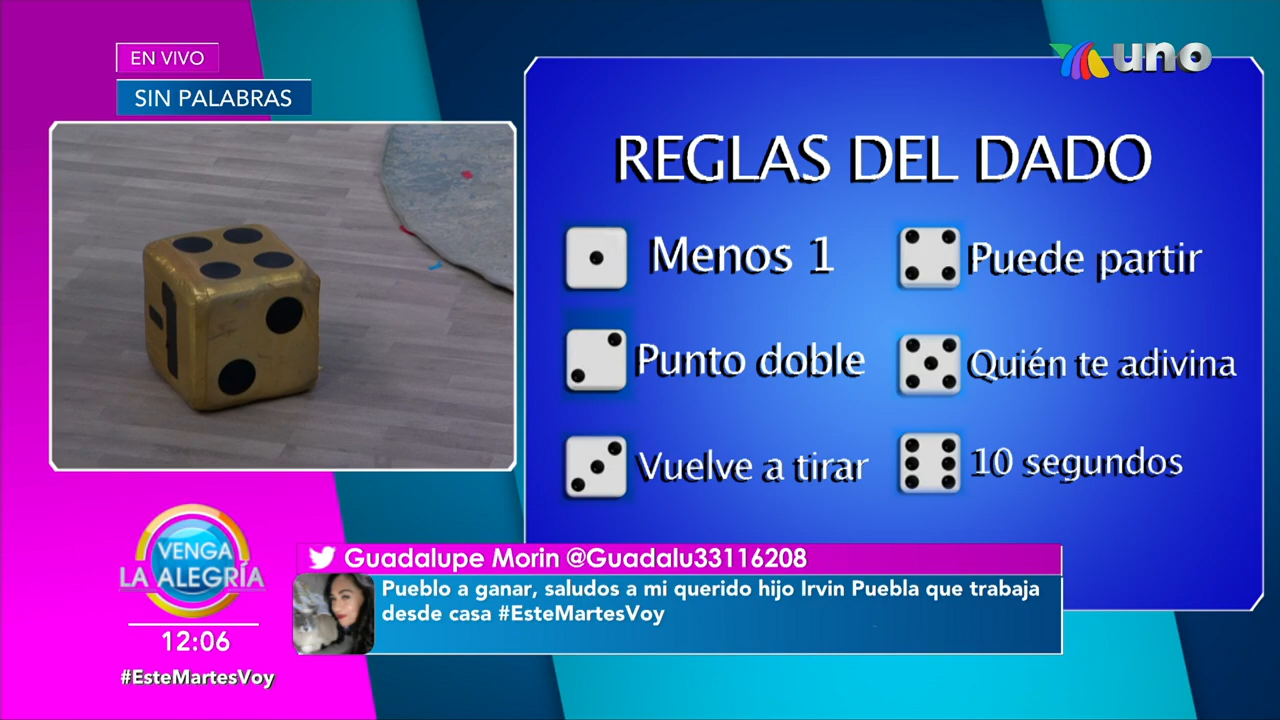 EN VIVO
SIN PALABRAS
uno
REGLAS DEL DADO
Menos 1
Puede partir
Punto doble
Quién te adivina
Vuelve a tirar
10 segundos
-1
VENGA
LA ALEGRÍA
12:06
#EsteMartesVoy
Guadalupe Morin @Guadalu33116208
Pueblo a ganar, saludos a mi querido hijo Irvin Puebla que trabaja
desde casa #EsteMartesVoy